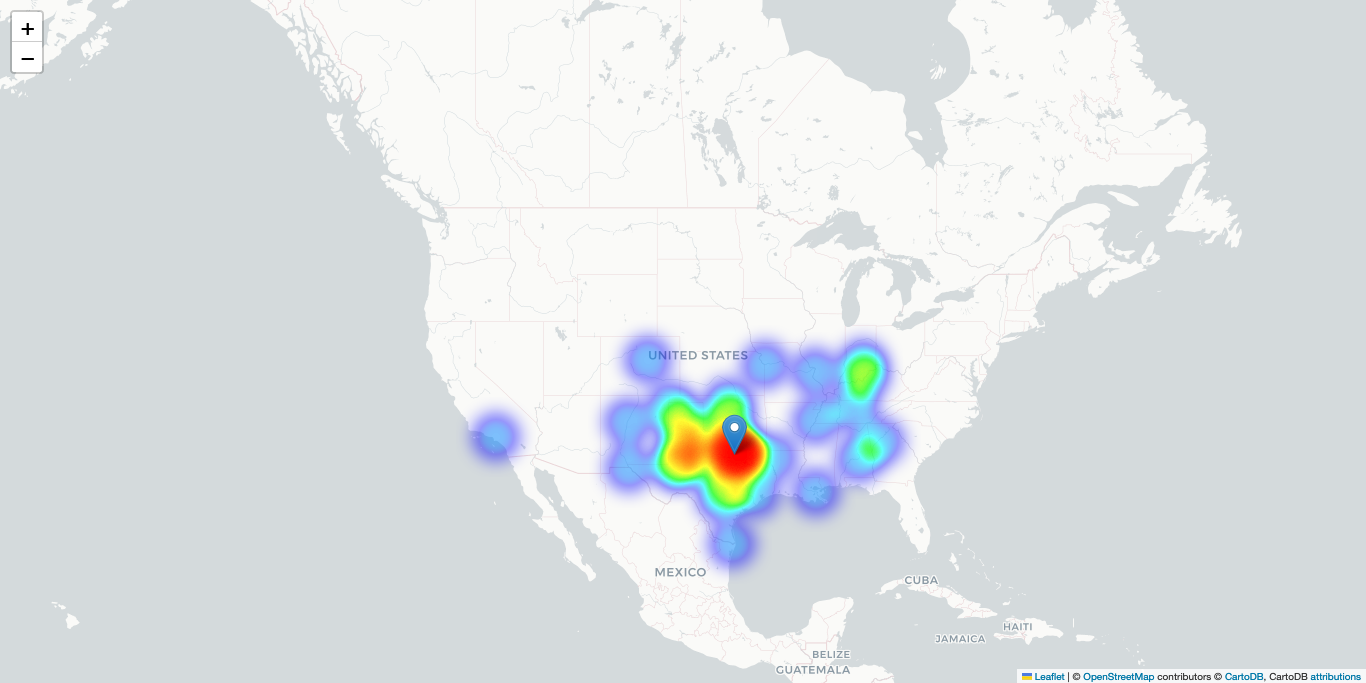 +
−
UNITED STATES
MEXICO
CUBA
HAITI
JAMAICA
BELIZE
GUATEMALA
Leaflet | © OpenStreetMap contributors © CartoDB, CartoDB attributions